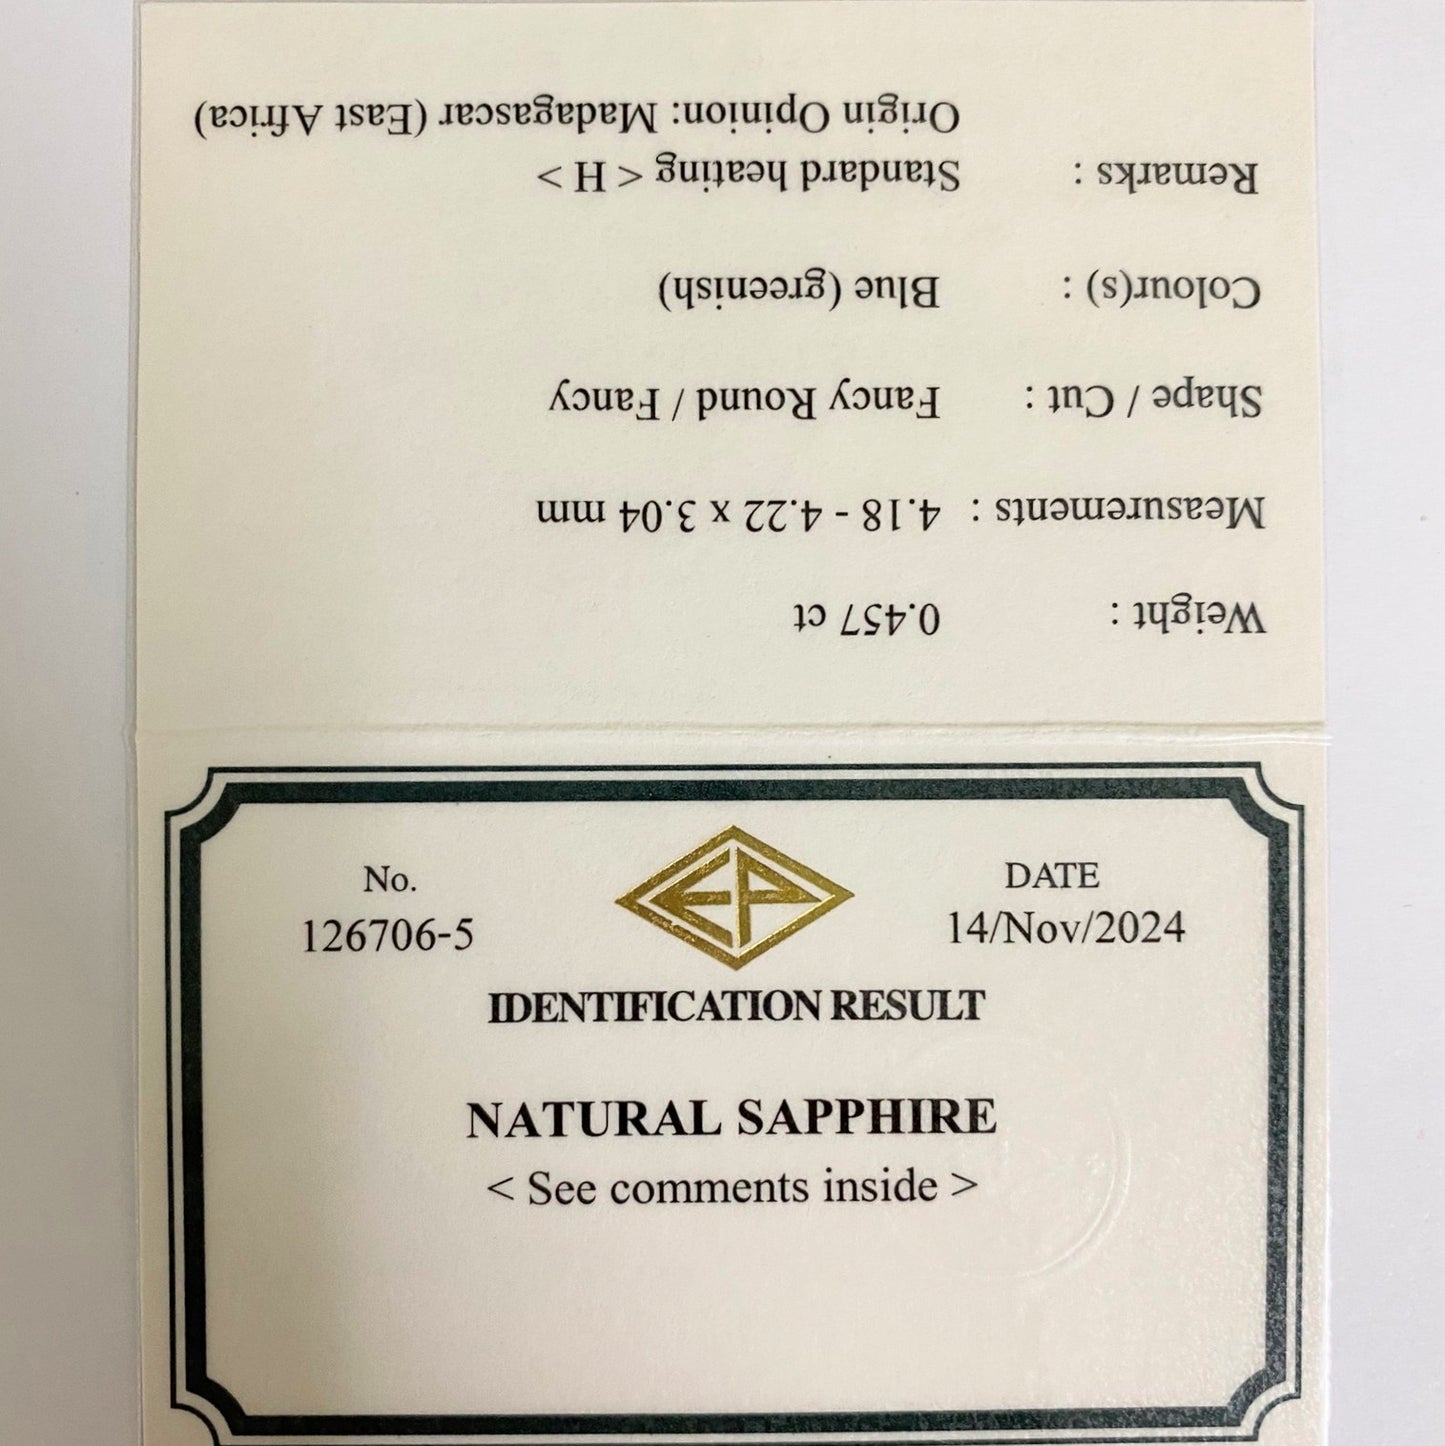 Weight : 0.457 ct
Measurements : 4.18 - 4.22 x 3.04 mm
Shape / Cut : Fancy Round / Fancy
Colour(s) : Blue (greenish)
Remarks : Standard heating < H >
Origin Opinion: Madagascar (East Africa)
No.
126706-5
EP
DATE
14/Nov/2024
IDENTIFICATION RESULT
NATURAL SAPPHIRE
< See comments inside >